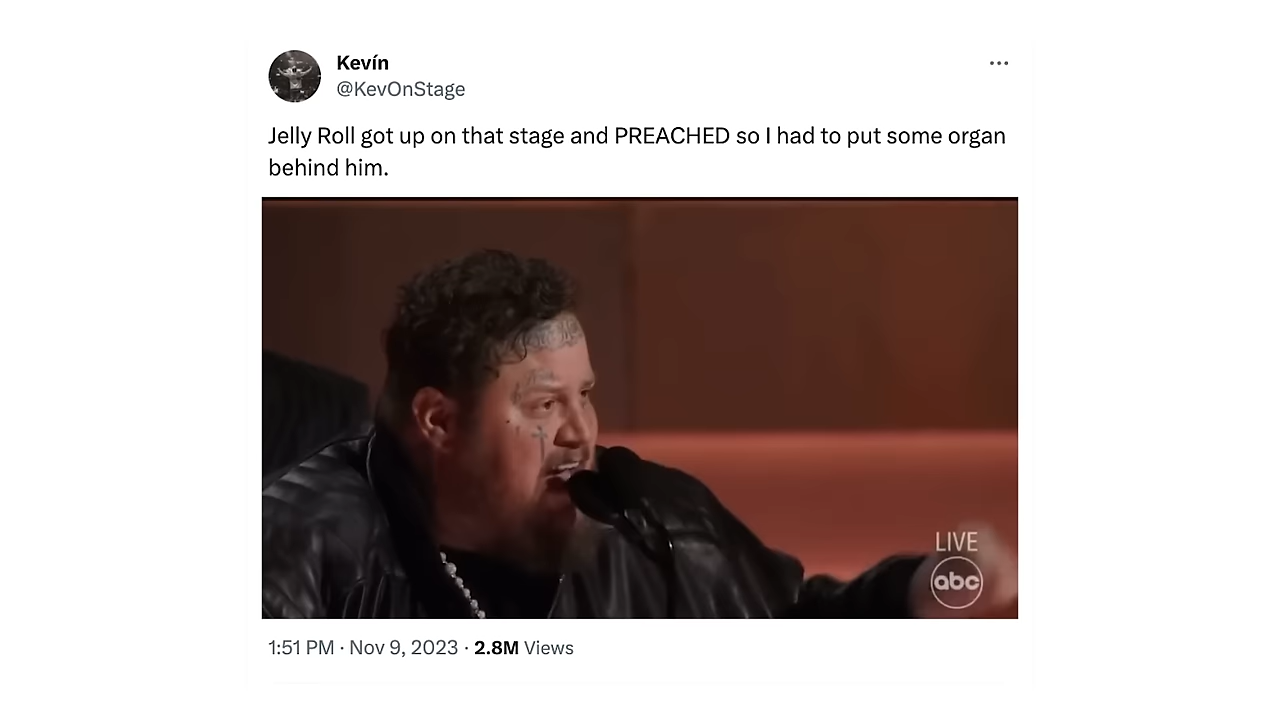 Kevín
@KevOnStage
Jelly Roll got up on that stage and PREACHED so I had to put some organ
behind him.
LIVE
abc
1:51 PM · Nov 9, 2023 · 2.8M Views